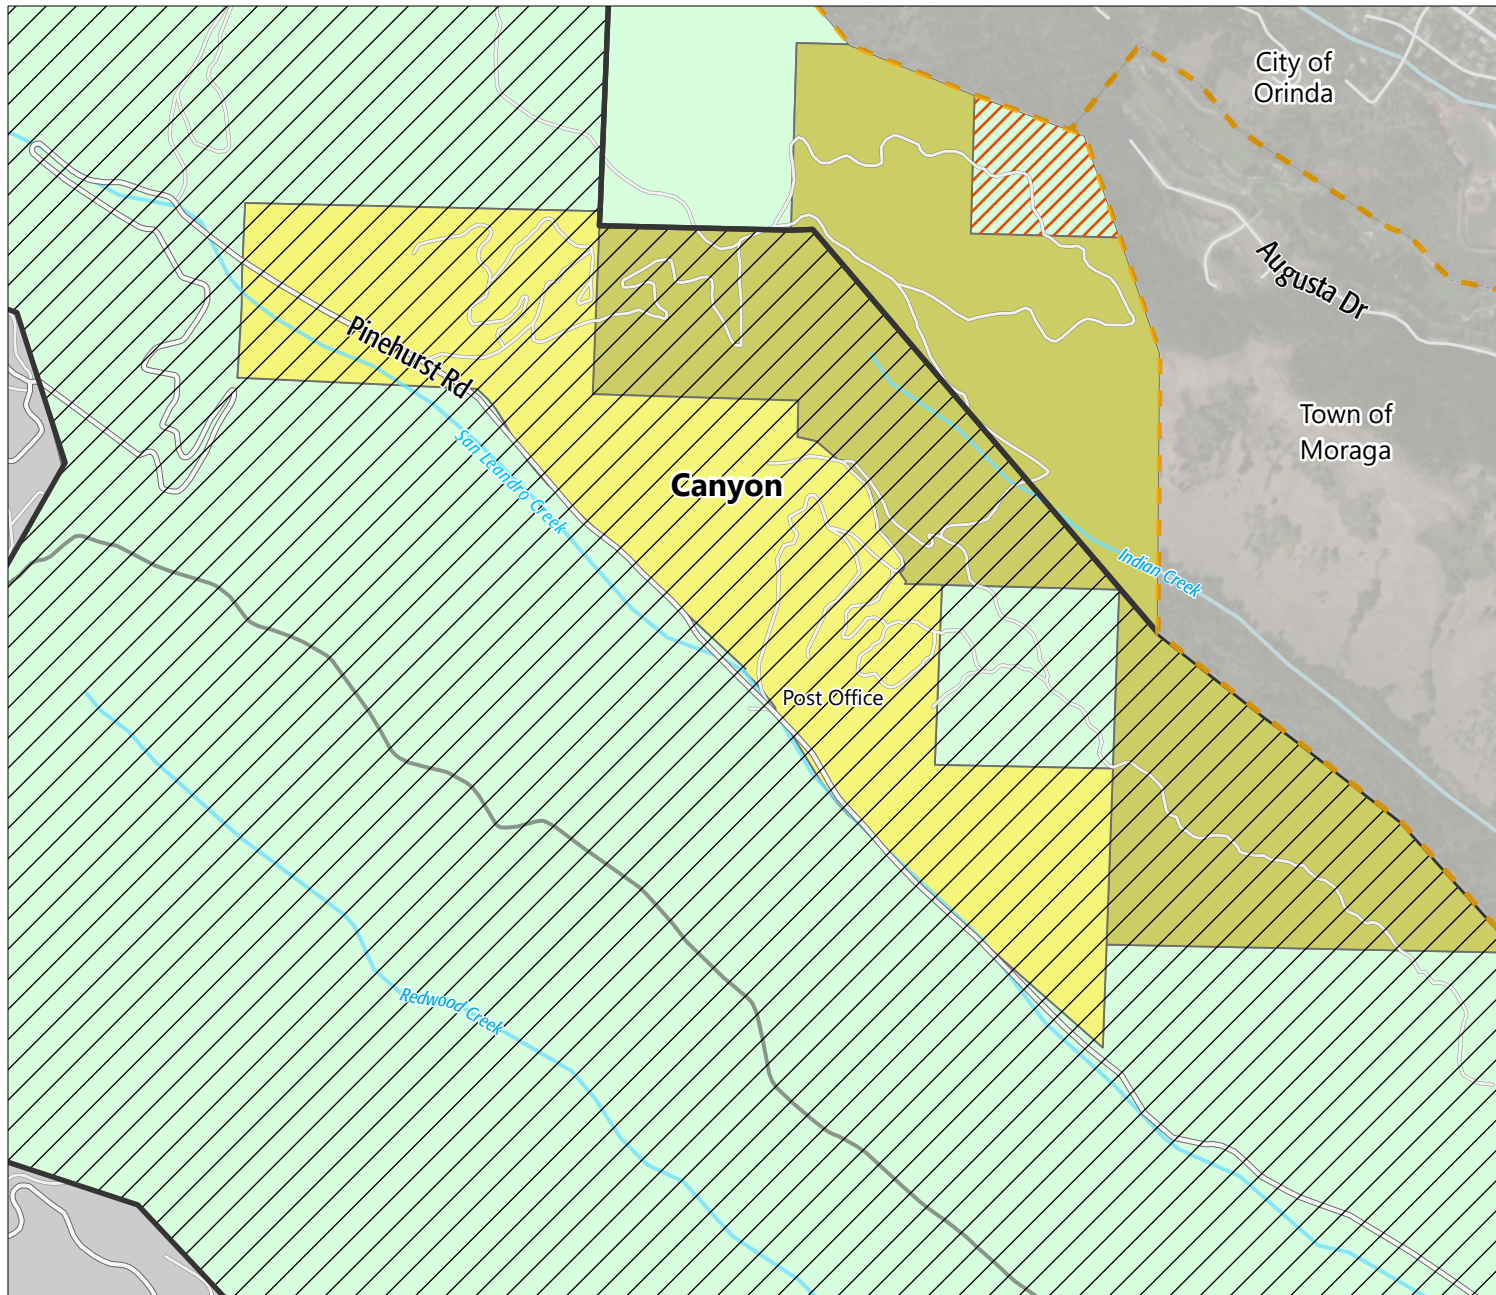 City of
Orinda
Augusta Dr
Pinehurst Rd
Town of
Moraga
San Leandro Creek
Canyon
Indian Creek
Post Office
Redwood Creek